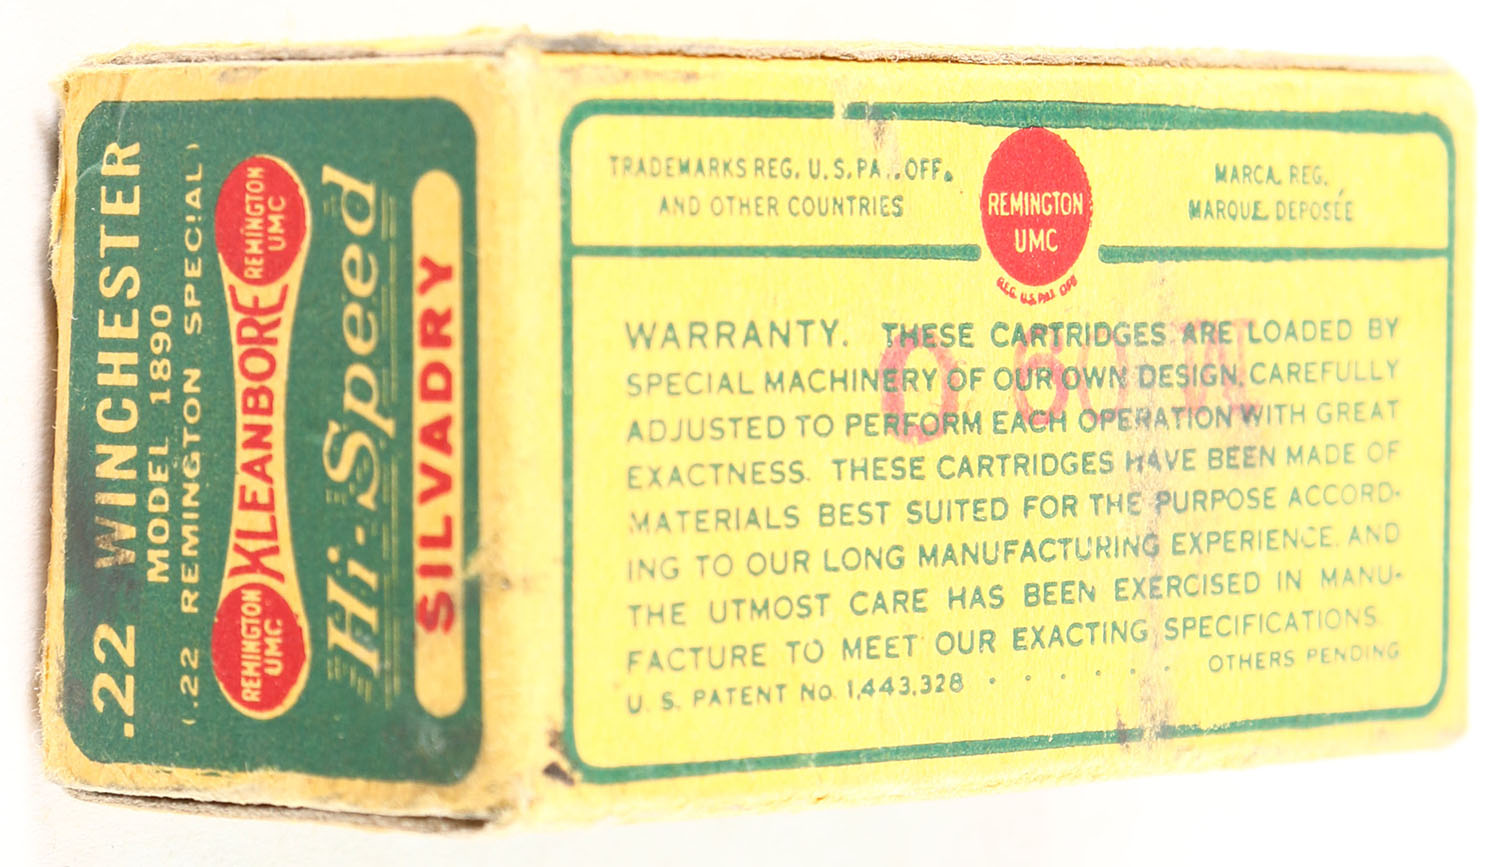 .22 WINCHESTER
MODEL 1890
(.22 REMINGTON SPECIAL)
REMINGTON
UMC
KLEANBORE
REMINGTON
UMC
Hi-Speed
SILVADRY
TRADEMARKS REG. U.S. OFF.
AND OTHER COUNTRIES
REMINGTON
UMC
REG. U.S. PAT. OFF.
MARCA. REG.
MARQUE DEPOSÉE
WARRANTY. THESE CARTRIDGES ARE LOADED BY
SPECIAL MACHINERY OF OUR OWN DESIGN, CAREFULLY
ADJUSTED TO PERFORM EACH OPERATION WITH GREAT
EXACTNESS. THESE CARTRIDGES HAVE BEEN MADE OF
MATERIALS BEST SUITED FOR THE PURPOSE ACCORD-
ING TO OUR LONG MANUFACTURING EXPERIENCE, AND
THE UTMOST CARE HAS BEEN EXERCISED IN MANU-
FACTURE TO MEET OUR EXACTING SPECIFICATIONS.
U. S. PATENT No. 1,443,328 . . . . . . OTHERS PENDING